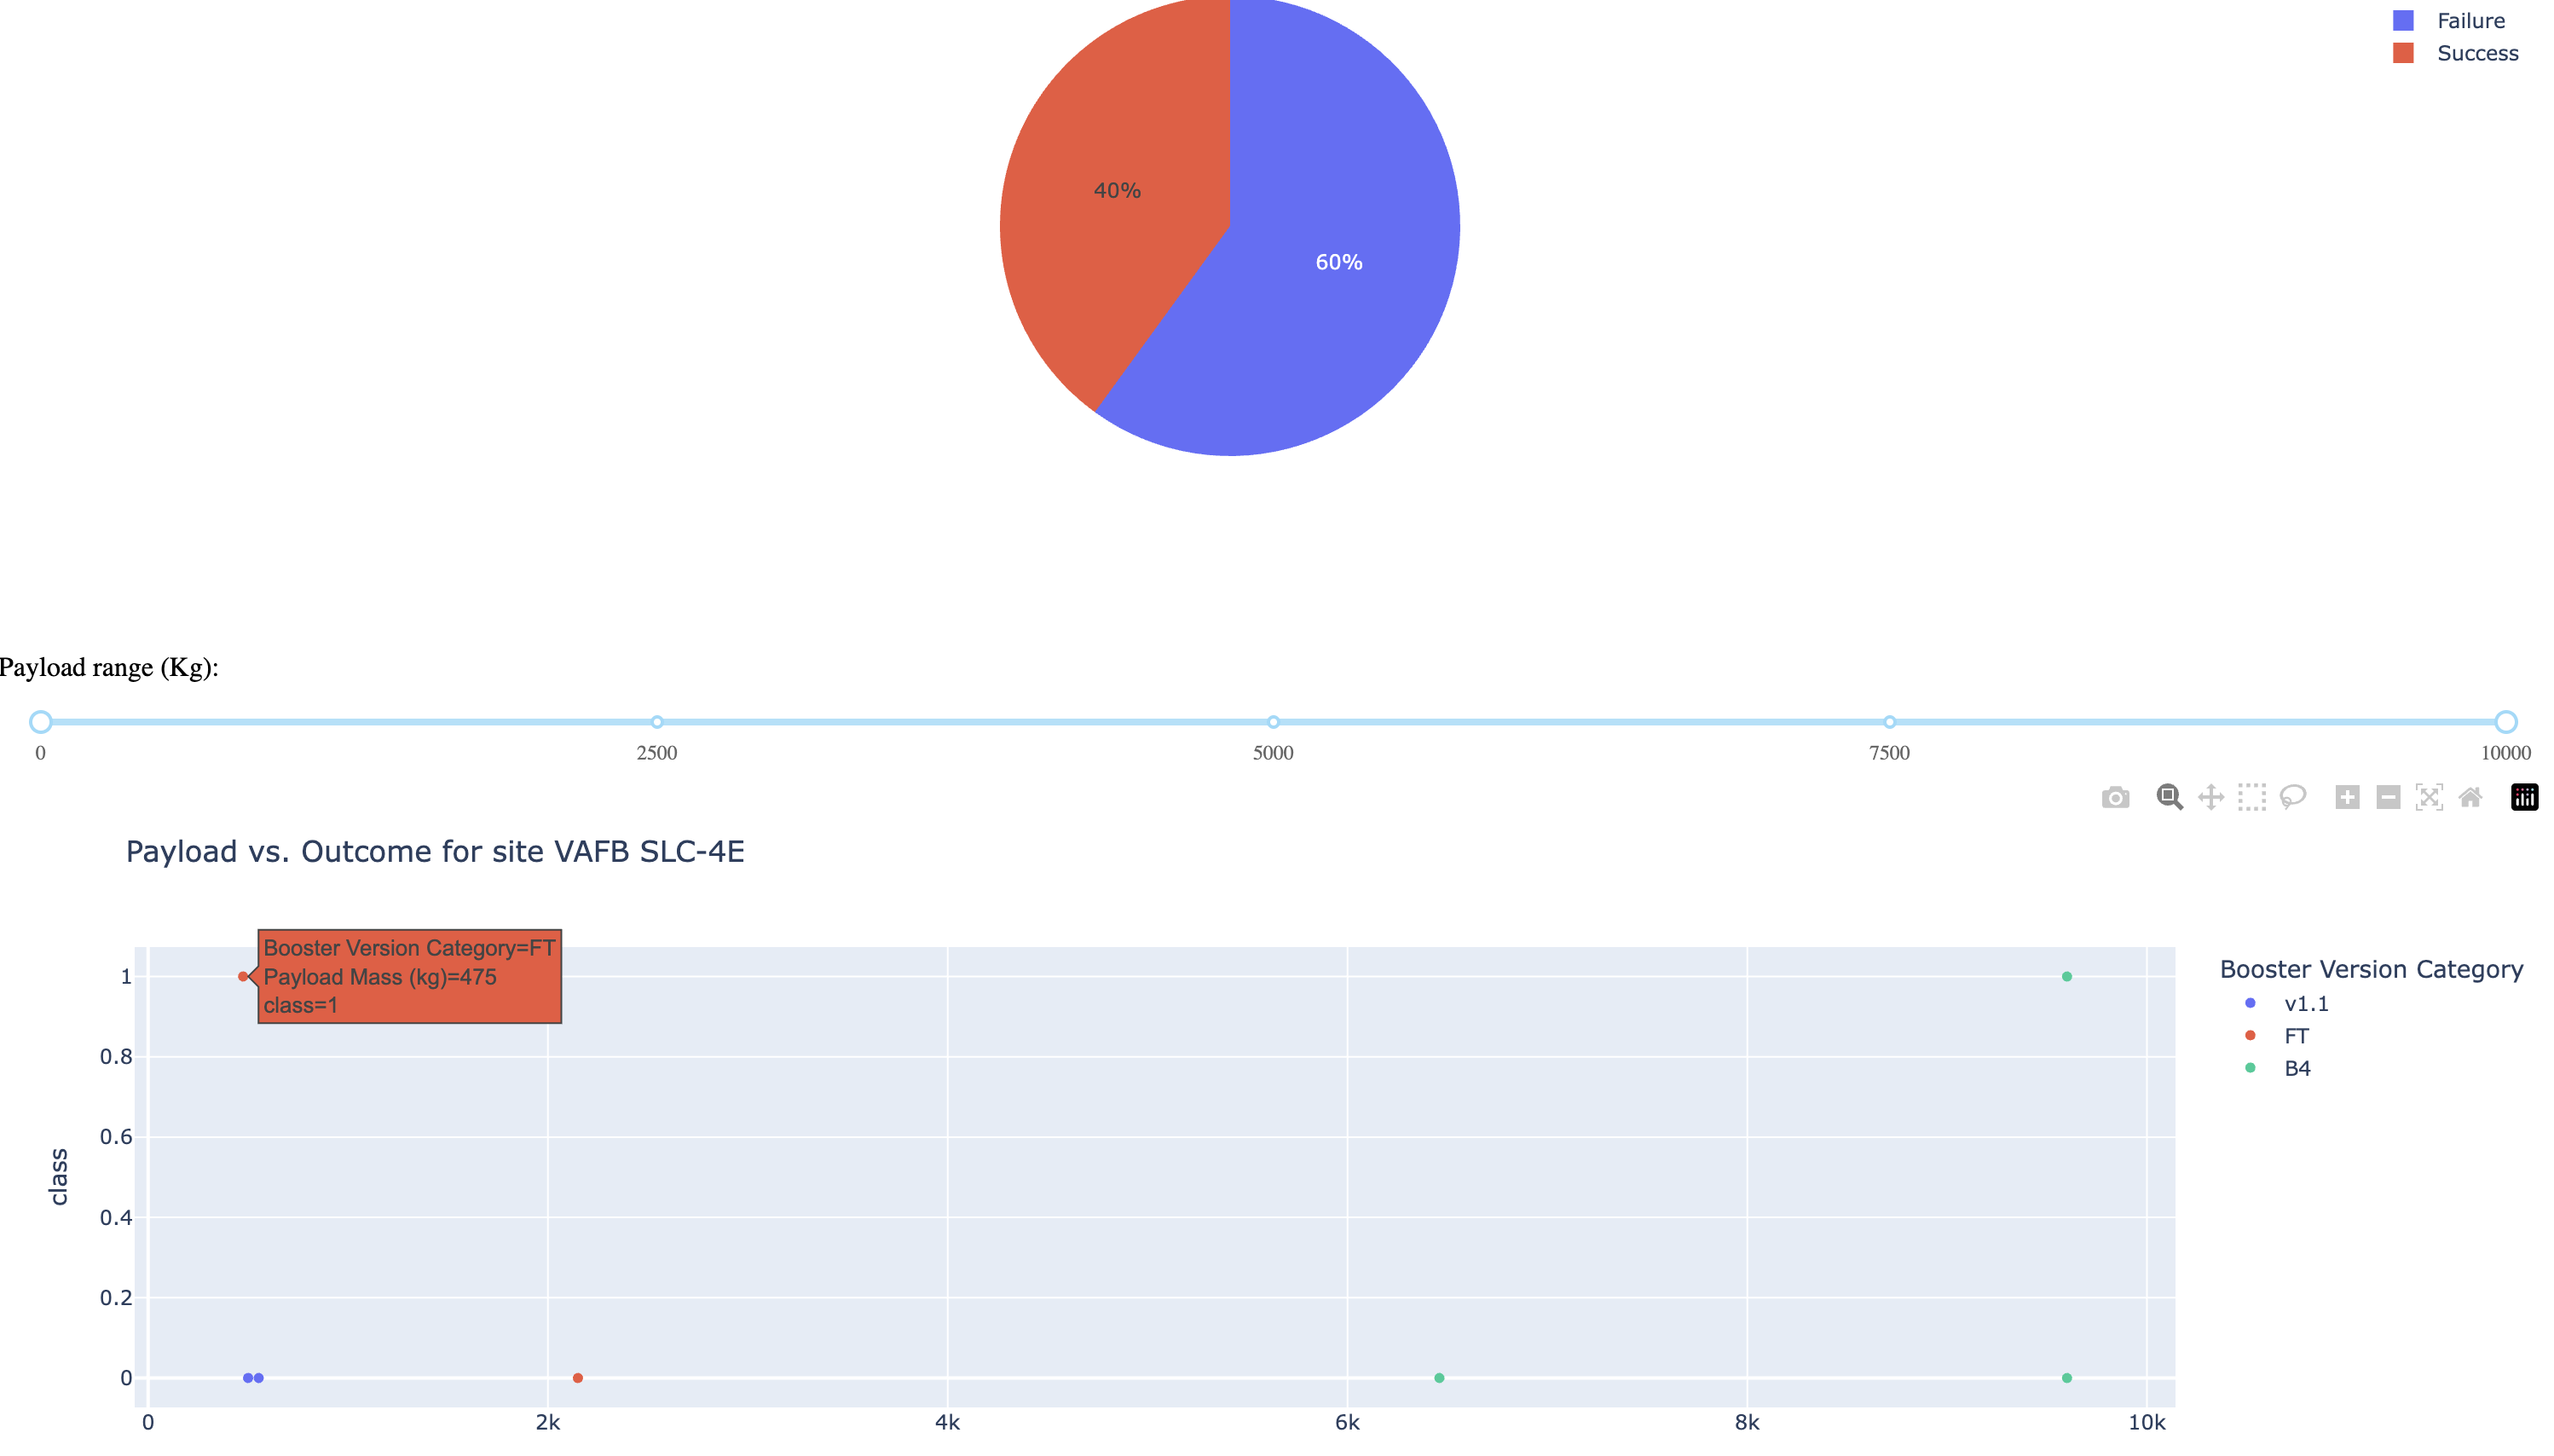 Failure
Success
40%
60%
Payload range (Kg):
0
2500
5000
7500
10000
Payload vs. Outcome for site VAFB SLC-4E
Booster Version Category=FT
Payload Mass (kg)=475
class=1
Booster Version Category
v1.1
FT
B4
class
1
0.8
0.6
0.4
0.2
0
0
2k
4k
6k
8k
10k